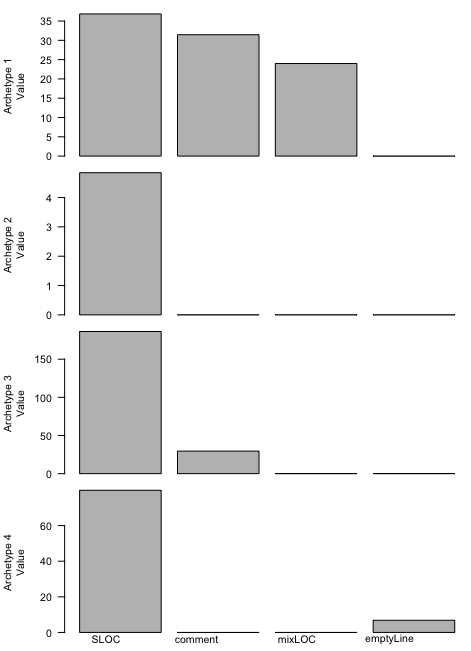 Archetype 1
Value
35
30
25
20
15
10
5
0
Archetype 2
Value
4
3
2
1
0
Archetype 3
Value
150
100
50
0
Archetype 4
Value
60
40
20
0
SLOC comment mixLOC emptyLine